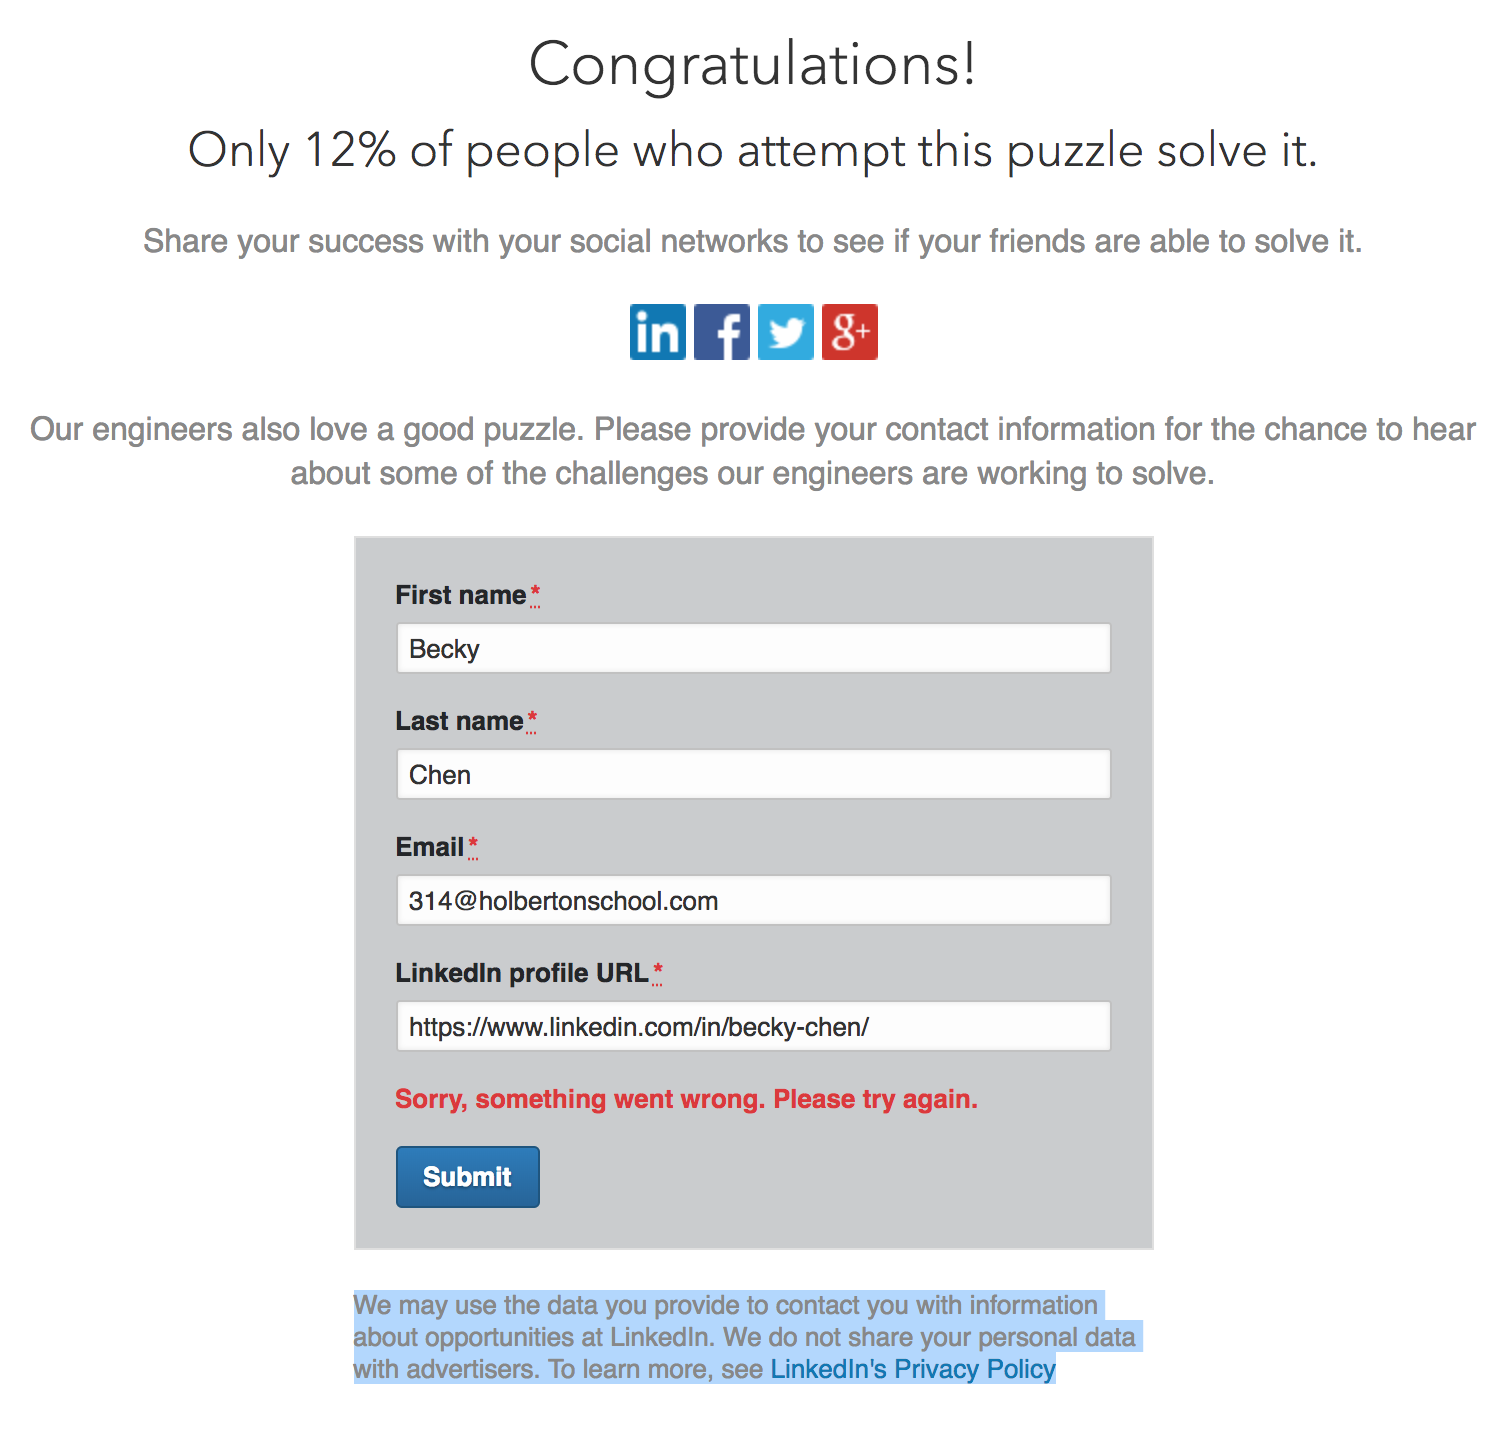 Congratulations!
Only 12% of people who attempt this puzzle solve it.
Share your success with your social networks to see if your friends are able to solve it.
in f g+
Our engineers also love a good puzzle. Please provide your contact information for the chance to hear
about some of the challenges our engineers are working to solve.
First name*
Becky
Last name*
Chen
Email*
314@holbertonschool.com
LinkedIn profile URL*
https://www.linkedin.com/in/becky-chen/
Sorry, something went wrong. Please try again.
Submit
We may use the data you provide to contact you with information
about opportunities at LinkedIn. We do not share your personal data
with advertisers. To learn more, see LinkedIn's Privacy Policy